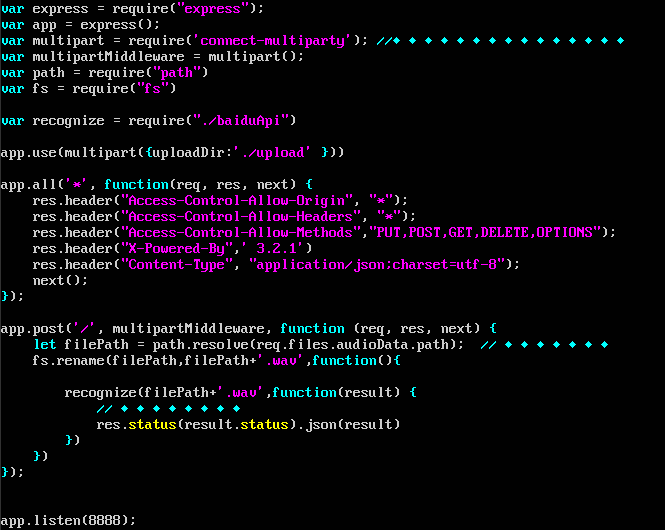 var express = require("express");
var app = express();
var multipart = require('connect-multiparty'); //◆ ◆ ◆ ◆ ◆ ◆ ◆ ◆ ◆ ◆ ◆ ◆ ◆ ◆ ◆
var multipartMiddleware = multipart();
var path = require("path")
var fs = require("fs")
var recognize = require("./baiduApi")
app.use(multipart({uploadDir:'./upload' }))
app.all('*', function(req, res, next) {
    res.header("Access-Control-Allow-Origin", "*");
    res.header("Access-Control-Allow-Headers", "*");
    res.header("Access-Control-Allow-Methods","PUT,POST,GET,DELETE,OPTIONS");
    res.header("X-Powered-By",' 3.2.1')
    res.header("Content-Type", "application/json;charset=utf-8");
    next();
});
app.post('/', multipartMiddleware, function (req, res, next) {
    let filePath = path.resolve(req.files.audioData.path);  // ◆ ◆ ◆ ◆ ◆ ◆ ◆
    fs.rename(filePath,filePath+'.wav',function(){
        recognize(filePath+'.wav',function(result) {
            // ◆ ◆ ◆ ◆ ◆ ◆ ◆ ◆
            res.status(result.status).json(result)
        })
    })
});
app.listen(8888);